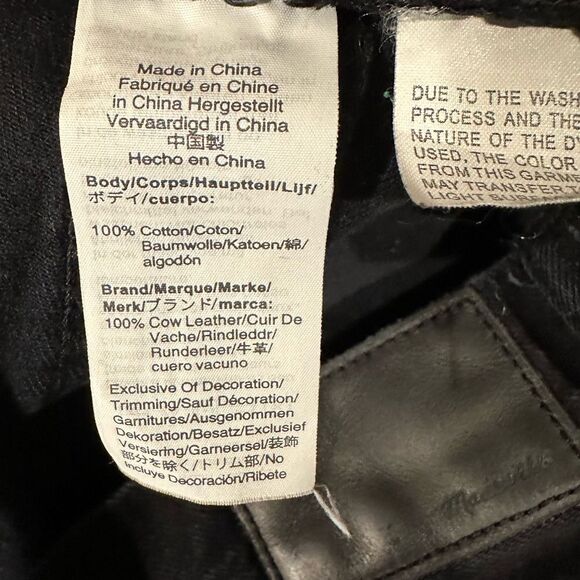 Made in China
Fabriqué en Chine
in China Hergestellt
Vervaardigd in China
中国製
Hecho en China
Body/Corps/Hauptteil/Lijf/
ボディ/cuerpo:
100% Cotton/Coton/
Baumwolle/Katoen/綿/
algodón
Brand/Marque/Marke/
Merk/ブランド/marca:
100% Cow Leather/Cuir De
Vache/Rindleddr/
Runderleer/牛革/
cuero vacuno
Exclusive Of Decoration/
Trimming/Sauf Décoration/
Garnitures/Ausgenommen
Dekoration/Besatz/Exclusief
Versiering/Garneersel/装飾
部分を除く/トリム部/No
Incluye Decoración/Ribete
DUE TO THE WASH
PROCESS AND THE
NATURE OF THE D
USED, THE COLOR
FROM THIS GARME
MAY TRANSFER T
LIGHT